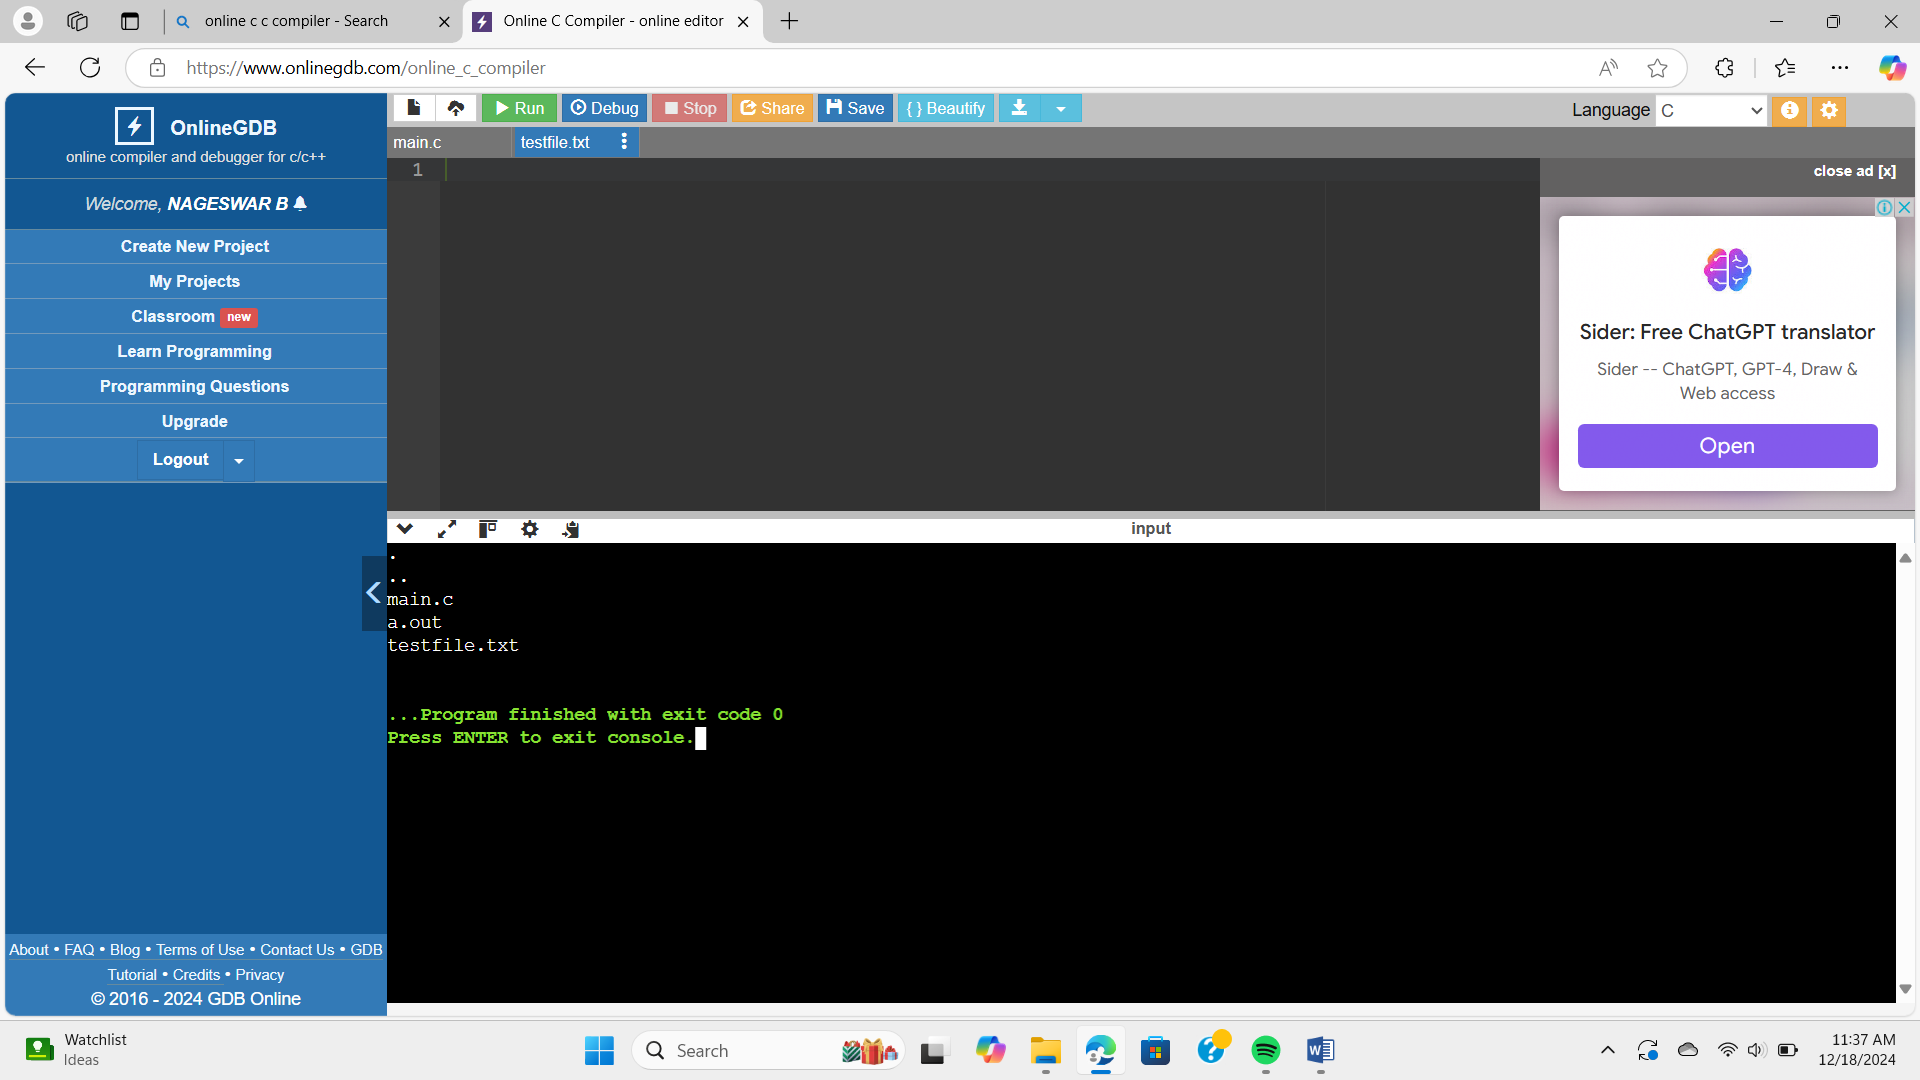 online c c compiler - Search
Online C Compiler - online editor
https://www.onlinegdb.com/online_c_compiler
OnlineGDB
online compiler and debugger for c/c++
Welcome, NAGESWAR B
Create New Project
My Projects
Classroom new
Learn Programming
Programming Questions
Upgrade
Logout
About • FAQ • Blog • Terms of Use • Contact Us • GDB
Tutorial • Credits • Privacy
© 2016 - 2024 GDB Online
Run Debug Stop Share Save { } Beautify
Language C
main.c testfile.txt
1
close ad [x]
Sider: Free ChatGPT translator
Sider -- ChatGPT, GPT-4, Draw &
Web access
Open
input
.
..
main.c
a.out
testfile.txt
...Program finished with exit code 0
Press ENTER to exit console.
Watchlist
Ideas
Search
11:37 AM
12/18/2024